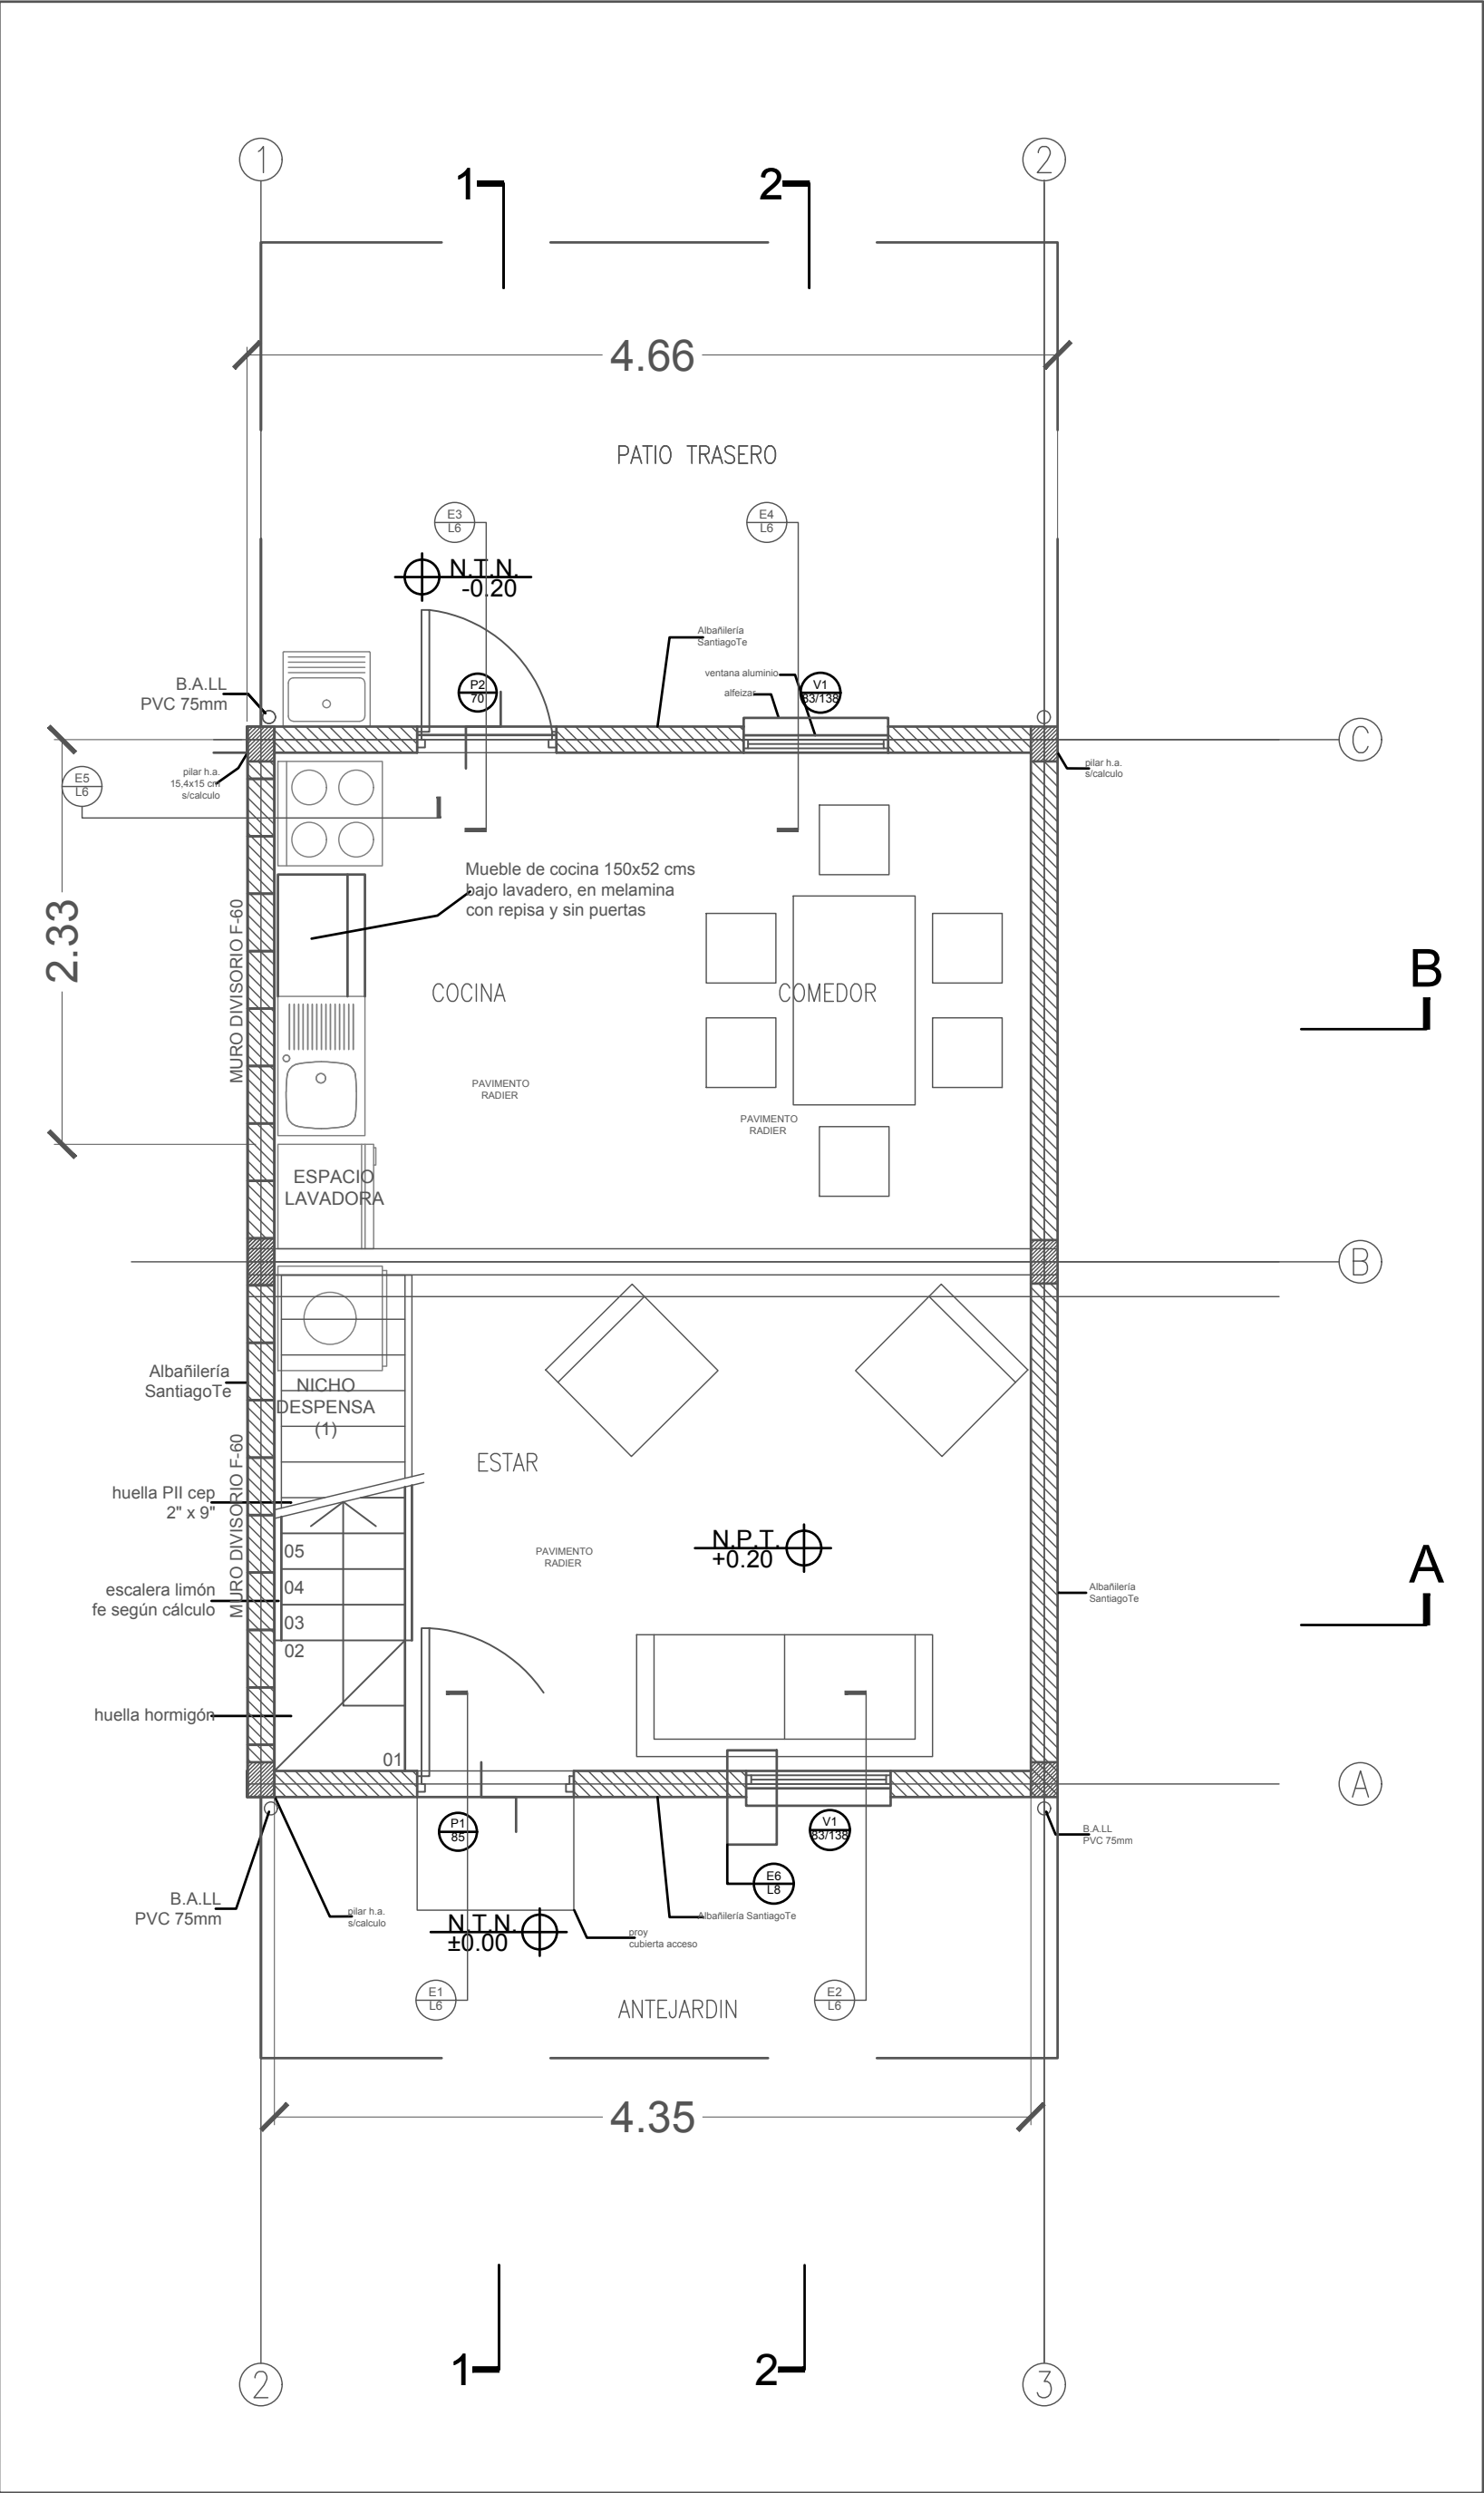 1
2
1
2
4.66
PATIO TRASERO
E3
L6
E4
L6
N.T.N.
-0.20
Albañilería
SantiagoTe
ventana aluminio
alfeizar
P2
70
V1
83/138
B.A.LL
PVC 75mm
C
pilar h.a.
15,4x15 cm
s/calculo
E5
L6
pilar h.a.
s/calculo
Mueble de cocina 150x52 cms
bajo lavadero, en melamina
con repisa y sin puertas
2.33
MURO DIVISORIO F-60
COCINA
COMEDOR
B
PAVIMENTO
RADIER
PAVIMENTO
RADIER
ESPACIO
LAVADORA
B
Albañilería
SantiagoTe
NICHO
DESPENSA
(1)
ESTAR
huella PII cep
2" x 9"
MURO DIVISORIO F-60
N.P.T.
+0.20
PAVIMENTO
RADIER
05
04
03
02
01
A
escalera limón
fe según cálculo
Albañilería
SantiagoTe
huella hormigón
A
P1
85
V1
83/138
B.A.LL
PVC 75mm
E6
L8
B.A.LL
PVC 75mm
pilar h.a.
s/calculo
N.T.N.
±0.00
Albañilería SantiagoTe
proy
cubierta acceso
E1
L6
E2
L6
ANTEJARDIN
4.35
1
2
2
3